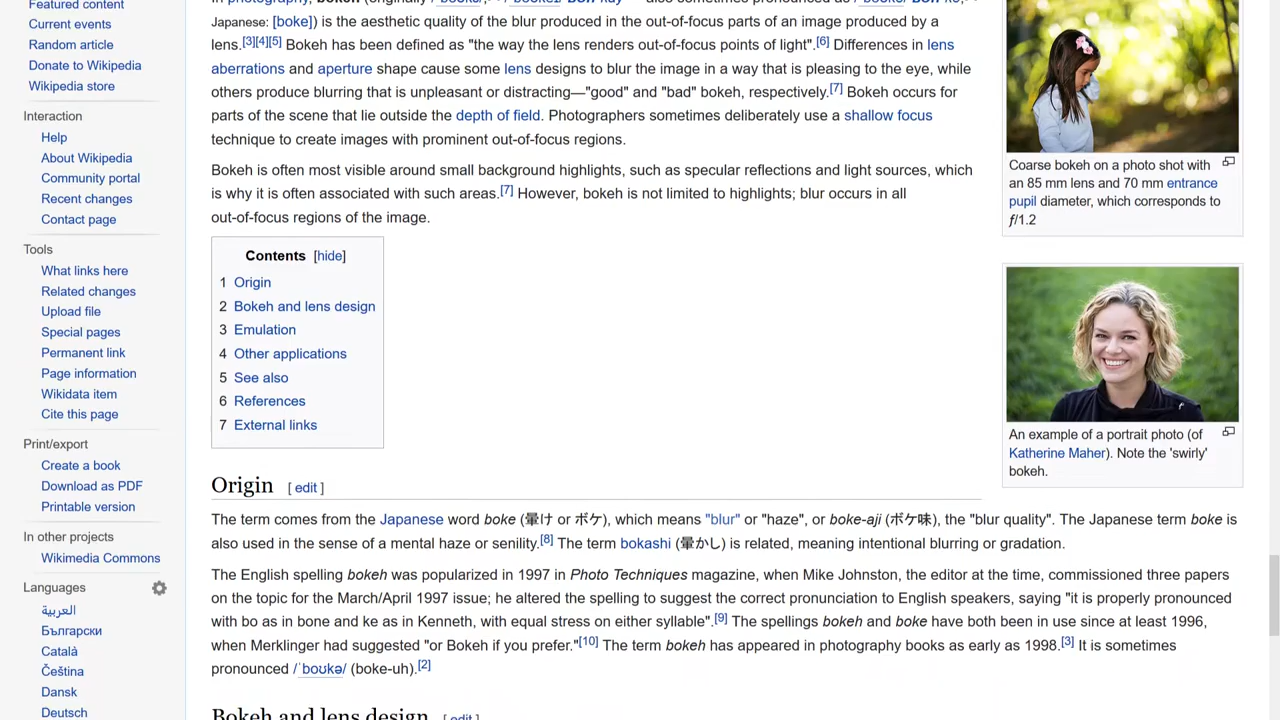 Featured content
Current events
Random article
Donate to Wikipedia
Wikipedia store
Interaction
Help
About Wikipedia
Community portal
Recent changes
Contact page
Tools
What links here
Related changes
Upload file
Special pages
Permanent link
Page information
Wikidata item
Cite this page
Print/export
Create a book
Download as PDF
Printable version
In other projects
Wikimedia Commons
Languages
العربية
Български
Català
Čeština
Dansk
Deutsch
Japanese: [boke]) is the aesthetic quality of the blur produced in the out-of-focus parts of an image produced by a
lens.[3][4][5] Bokeh has been defined as "the way the lens renders out-of-focus points of light".[6] Differences in lens
aberrations and aperture shape cause some lens designs to blur the image in a way that is pleasing to the eye, while
others produce blurring that is unpleasant or distracting—"good" and "bad" bokeh, respectively.[7] Bokeh occurs for
parts of the scene that lie outside the depth of field. Photographers sometimes deliberately use a shallow focus
technique to create images with prominent out-of-focus regions.
Bokeh is often most visible around small background highlights, such as specular reflections and light sources, which
is why it is often associated with such areas.[7] However, bokeh is not limited to highlights; blur occurs in all
out-of-focus regions of the image.
Contents [hide]
1 Origin
2 Bokeh and lens design
3 Emulation
4 Other applications
5 See also
6 References
7 External links
Coarse bokeh on a photo shot with
an 85 mm lens and 70 mm entrance
pupil diameter, which corresponds to
ƒ/1.2
An example of a portrait photo (of
Katherine Maher). Note the 'swirly'
bokeh.
Origin [ edit ]
The term comes from the Japanese word boke (暈け or ボケ), which means "blur" or "haze", or boke-aji (ボケ味), the "blur quality". The Japanese term boke is
also used in the sense of a mental haze or senility.[8] The term bokashi (暈かし) is related, meaning intentional blurring or gradation.
The English spelling bokeh was popularized in 1997 in Photo Techniques magazine, when Mike Johnston, the editor at the time, commissioned three papers
on the topic for the March/April 1997 issue; he altered the spelling to suggest the correct pronunciation to English speakers, saying "it is properly pronounced
with bo as in bone and ke as in Kenneth, with equal stress on either syllable".[9] The spellings bokeh and boke have both been in use since at least 1996,
when Merklinger had suggested "or Bokeh if you prefer."[10] The term bokeh has appeared in photography books as early as 1998.[3] It is sometimes
pronounced /ˈboʊkə/ (boke-uh).[2]
Bokeh and lens design [ edit ]